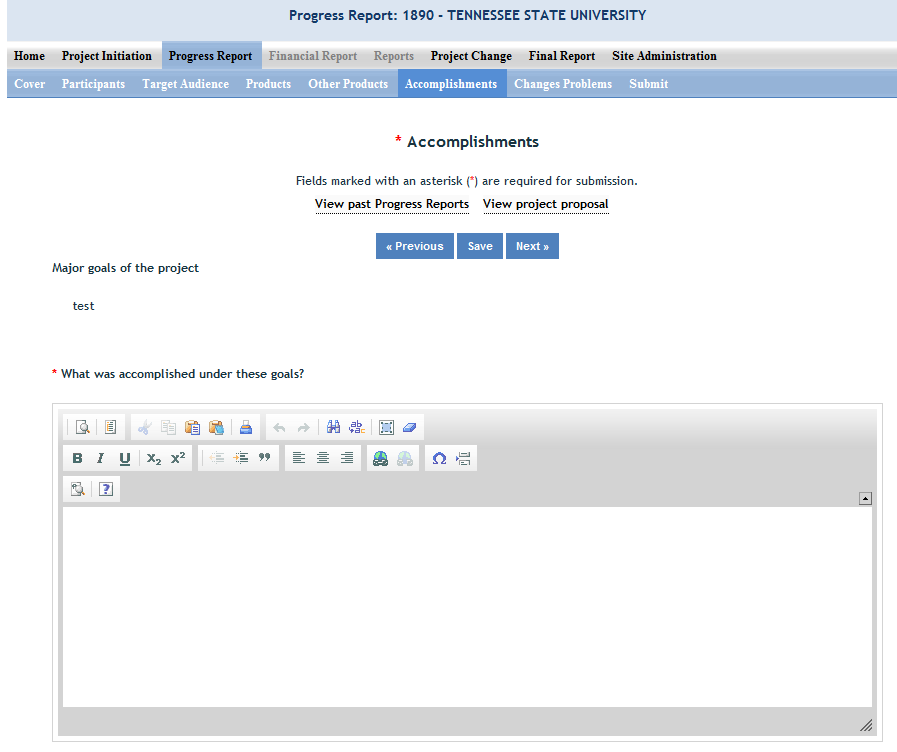 Progress Report: 1890 - TENNESSEE STATE UNIVERSITY
Home Project Initiation Progress Report Financial Report Reports Project Change Final Report Site Administration
Cover Participants Target Audience Products Other Products Accomplishments Changes Problems Submit
* Accomplishments
Fields marked with an asterisk (*) are required for submission.
View past Progress Reports View project proposal
« Previous Save Next »
Major goals of the project
test
* What was accomplished under these goals?
B I U X₂ X²